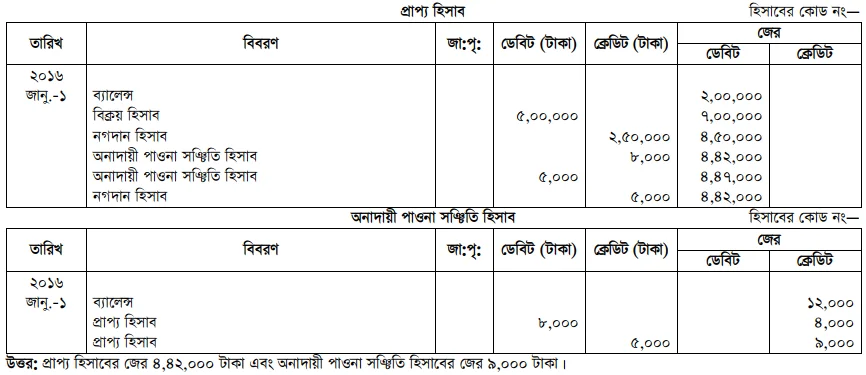 প্রাপ্য হিসাব হিসাবের কোড নং—
তারিখ বিবরণ জা:পৃ: ডেবিট (টাকা) ক্রেডিট (টাকা) জের
ডেবিট ক্রেডিট
২০১৬
জানু.-১ ব্যালেন্স ২,০০,০০০
বিক্রয় হিসাব ৫,০০,০০০ ৭,০০,০০০
নগদান হিসাব ২,৫০,০০০ ৪,৫০,০০০
অনাদায়ী পাওনা সঞ্চিতি হিসাব ৮,০০০ ৪,৪২,০০০
অনাদায়ী পাওনা সঞ্চিতি হিসাব ৫,০০০ ৪,৪৭,০০০
নগদান হিসাব ৫,০০০ ৪,৪২,০০০
অনাদায়ী পাওনা সঞ্চিতি হিসাব হিসাবের কোড নং—
তারিখ বিবরণ জা:পৃ: ডেবিট (টাকা) ক্রেডিট (টাকা) জের
ডেবিট ক্রেডিট
২০১৬
জানু.-১ ব্যালেন্স ১২,০০০
প্রাপ্য হিসাব ৮,০০০ ৪,০০০
প্রাপ্য হিসাব ৫,০০০ ৯,০০০
উত্তর: প্রাপ্য হিসাবের জের ৪,৪২,০০০ টাকা এবং অনাদায়ী পাওনা সঞ্চিতি হিসাবের জের ৯,০০০ টাকা।